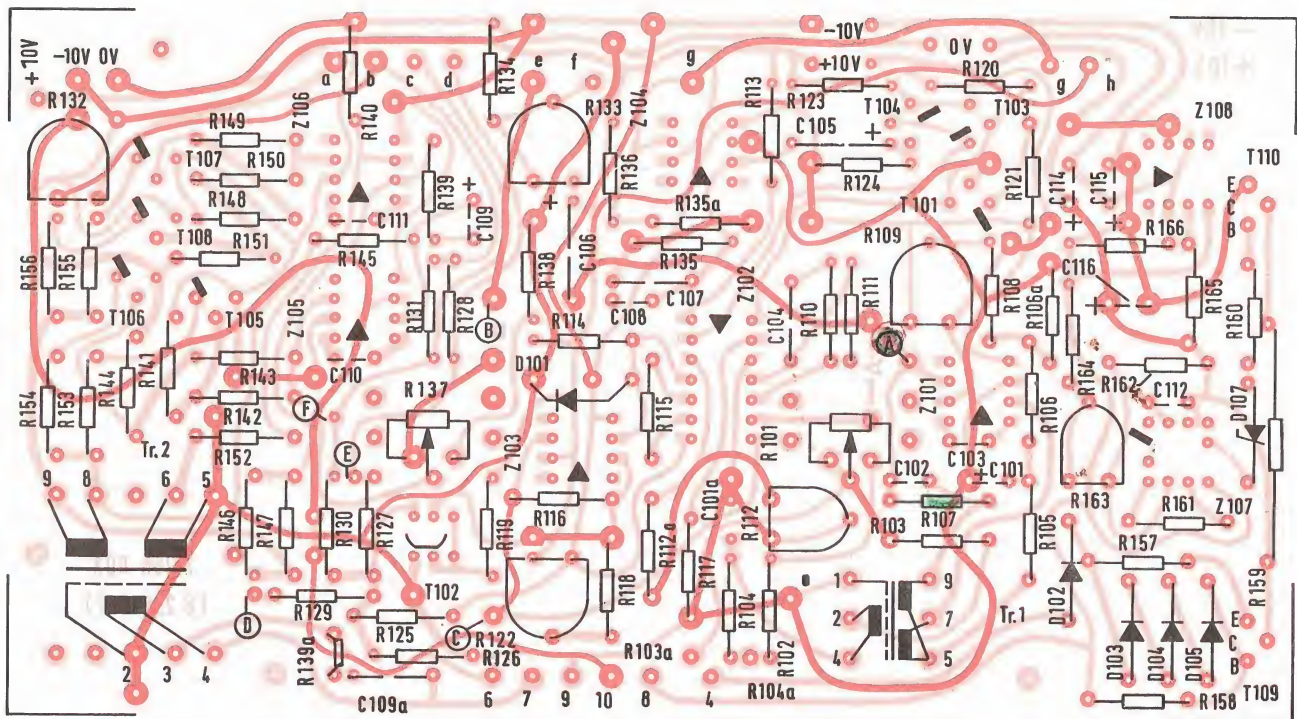 +10V
-10V 0V
R132
R149
R150
T107
R148
R151
T108
Z106
a
b
c
d
R140
R134
e
f
R133
Z104
g
R113
-10V
+10V
0V
R123
T104
R120
T103
g
h
C105
+
R124
Z108
T110
E
C
B
R139
+
C109
C111
R145
R136
R135a
R135
+
C106
R138
T101
R109
R121
C114
C115
+
+
R166
C116
+
R156
R155
T106
T105
Z105
R131
R128
B
R114
C107
C108
Z102
C104
R110
R111
A
R108
R106a
R164
R165
R160
R154
R153
R144
R141
R143
R142
R152
C110
F
E
R137
D101
R115
Z103
R101
Z101
C103
R106
R162
C112
D107
Tr.2
9
8
6
5
R146
R147
R130
R127
R119
R116
R112a
C101a
R112
C102
+
C101
R107
R103
R105
R163
R161
Z107
R157
R159
D
R129
T102
R125
C
R122
R126
R118
R117
R104
R102
1
2
4
9
7
5
Tr.1
D102
D103
D104
D105
E
C
B
2
3
4
R139a
C109a
6
7
9
10
R103a
8
4
R104a
R158
T109